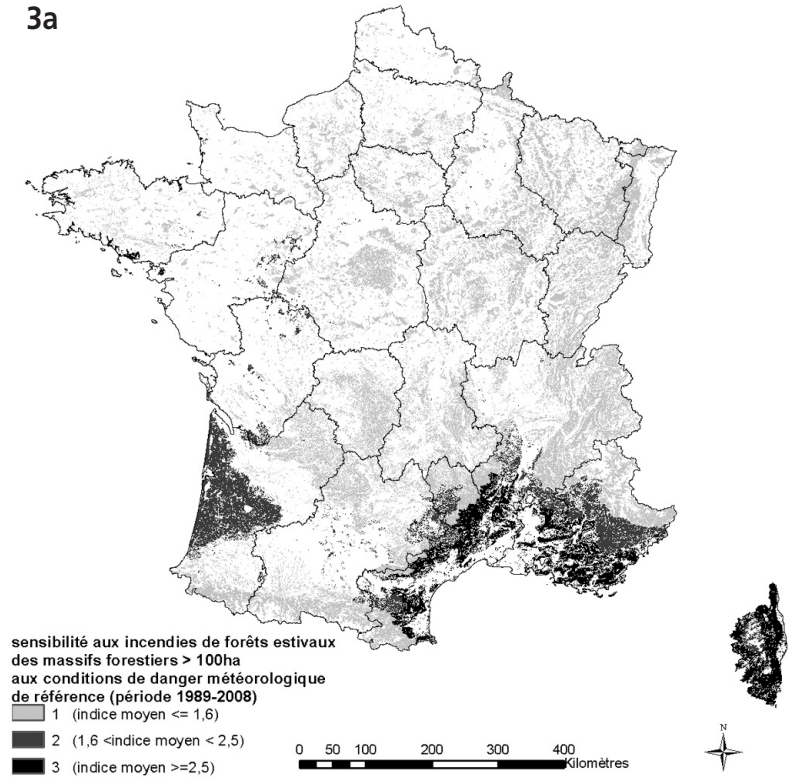 3a
sensibilité aux incendies de forêts estivaux
des massifs forestiers > 100ha
aux conditions de danger météorologique
de référence (période 1989-2008)
1 (indice moyen <= 1,6)
2 (1,6 <indice moyen < 2,5)
3 (indice moyen >=2,5)
0 50 100 200 300 400
Kilomètres
N